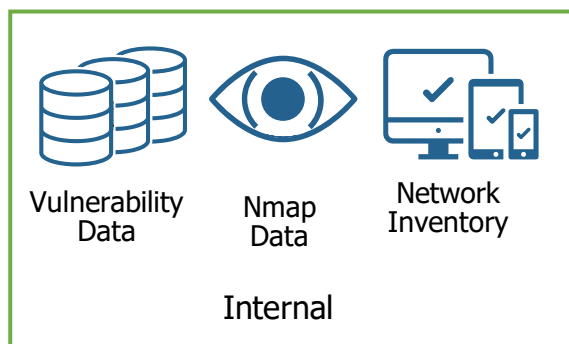 Vulnerability
Data
Nmap
Data
Network
Inventory
Internal